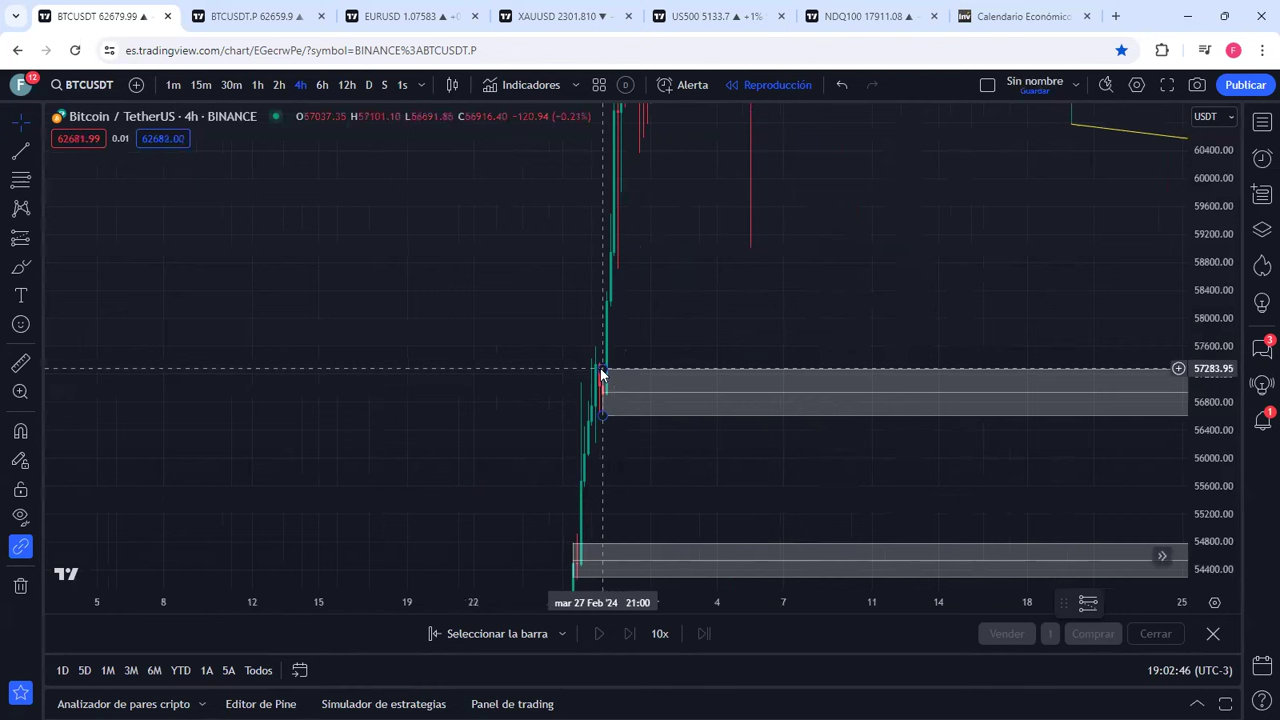 BTCUSDT 62679.99
BTCUSDT.P 62659.9
EURUSD 1.07583
XAUUSD 2301.810
US500 5133.7 +1%
NDQ100 17911.08
Inv Calendario Económico
es.tradingview.com/chart/EGecrwPe/?symbol=BINANCE%3ABTCUSDT.P
F
F 12
BTCUSDT
1m 15m 30m 1h 2h 4h 6h 12h D S 1s
Indicadores
Alerta
Reproducción
Sin nombre
Guardar
Publicar
Bitcoin / TetherUS · 4h · BINANCE
O57037.35 H57101.10 L56691.85 C56916.40 -120.94 (-0.23%)
USDT
62681.99 0.01 62682.00
60400.00
60000.00
59600.00
59200.00
58800.00
58400.00
58000.00
57600.00
57283.95
56800.00
56400.00
56000.00
55600.00
55200.00
54800.00
54400.00
3
1
5 8 12 15 19 22 mar 27 Feb '24 21:00 4 7 11 14 18 25
Seleccionar la barra
10x
Vender 1 Comprar Cerrar
1D 5D 1M 3M 6M YTD 1A 5A Todos
19:02:46 (UTC-3)
Analizador de pares cripto
Editor de Pine
Simulador de estrategias
Panel de trading